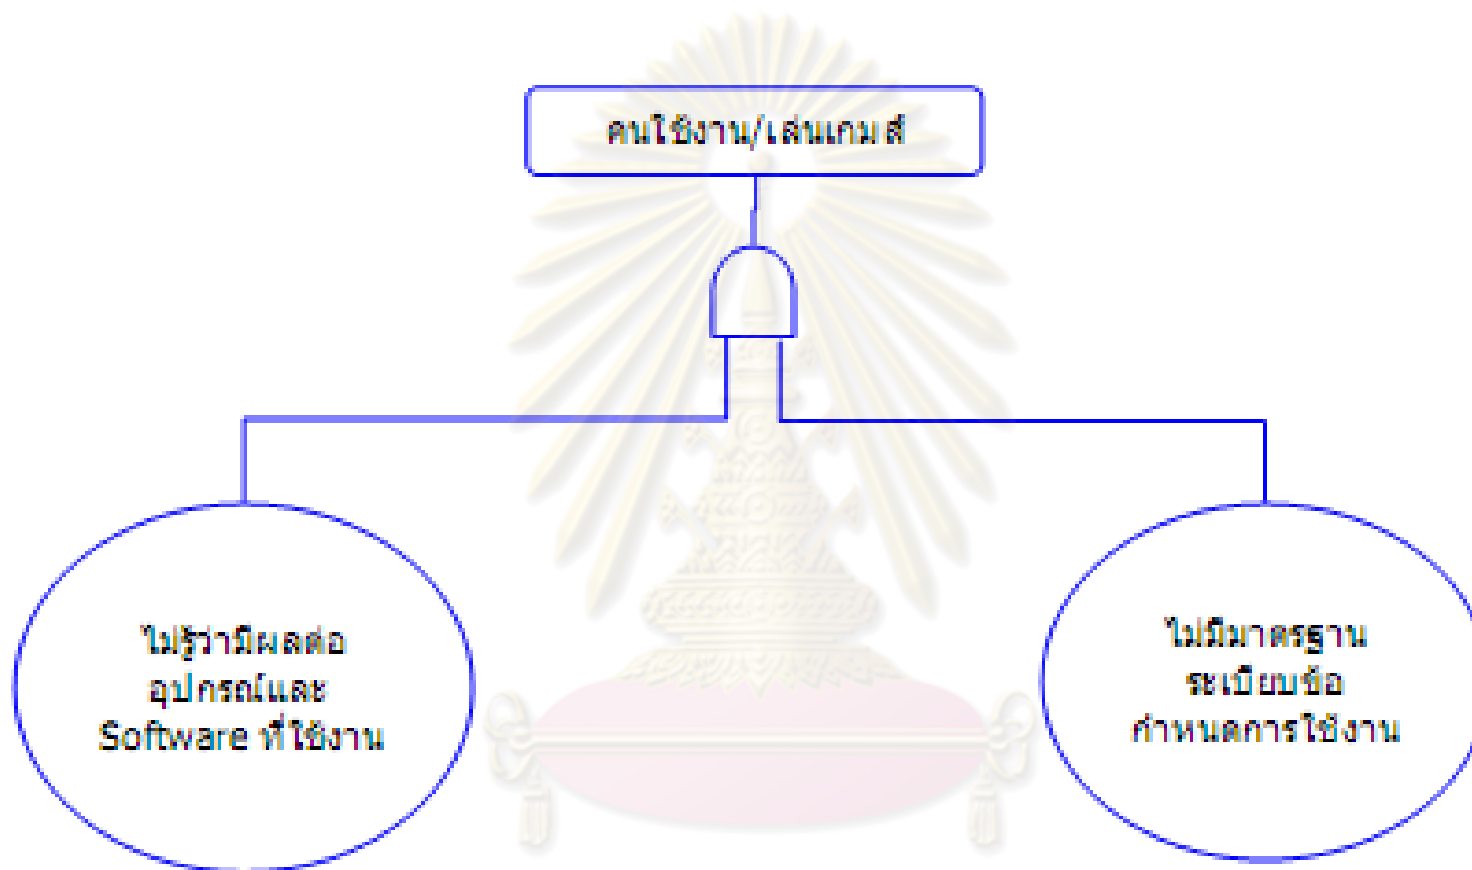 คนใช้งาน/เล่นเกมส์
ไม่รู้ว่ามีผลต่อ
อุปกรณ์และ
Software ที่ใช้งาน
ไม่มีมาตรฐาน
ระเบียบข้อ
กำหนดการใช้งาน